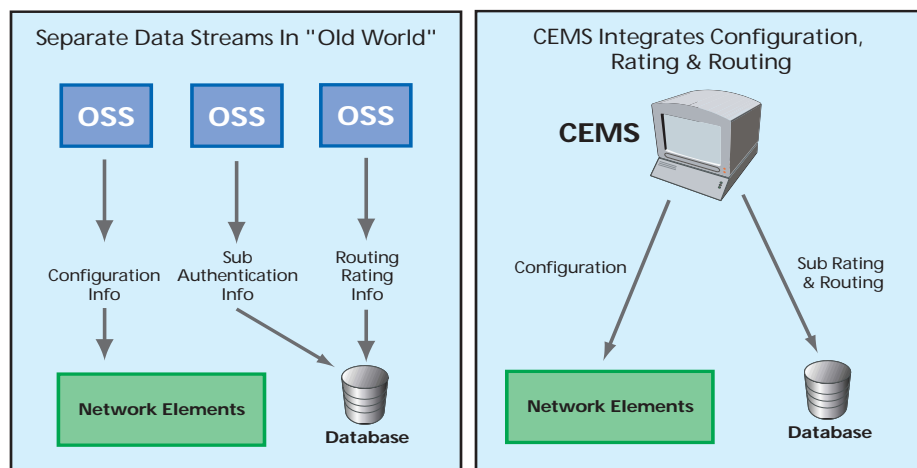 Separate Data Streams In "Old World"
OSS
OSS
OSS
Configuration
Info
Sub
Authentication
Info
Routing
Rating
Info
Network Elements
Database
CEMS Integrates Configuration,
Rating & Routing
CEMS
Configuration
Sub Rating
& Routing
Network Elements
Database